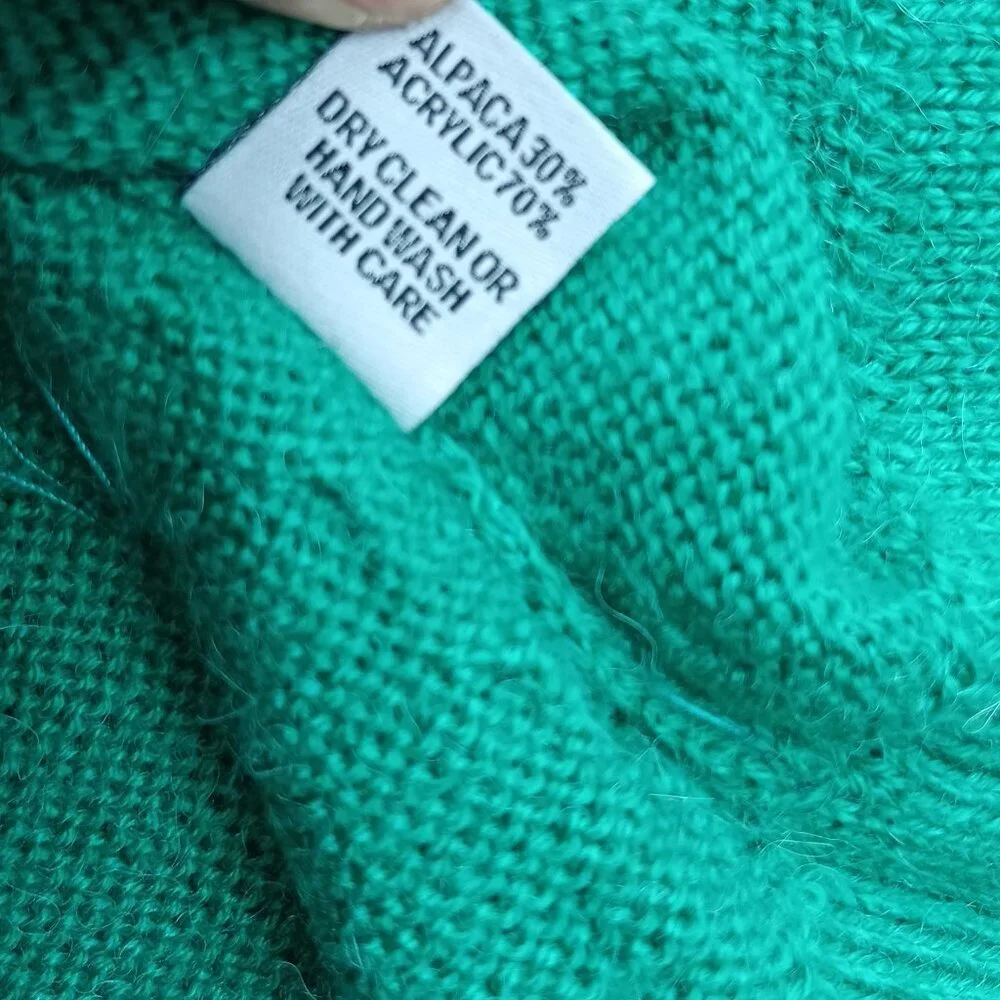 ALPACA 30%
ACRYLIC 70%
DRY CLEAN OR
HAND WASH
WITH CARE